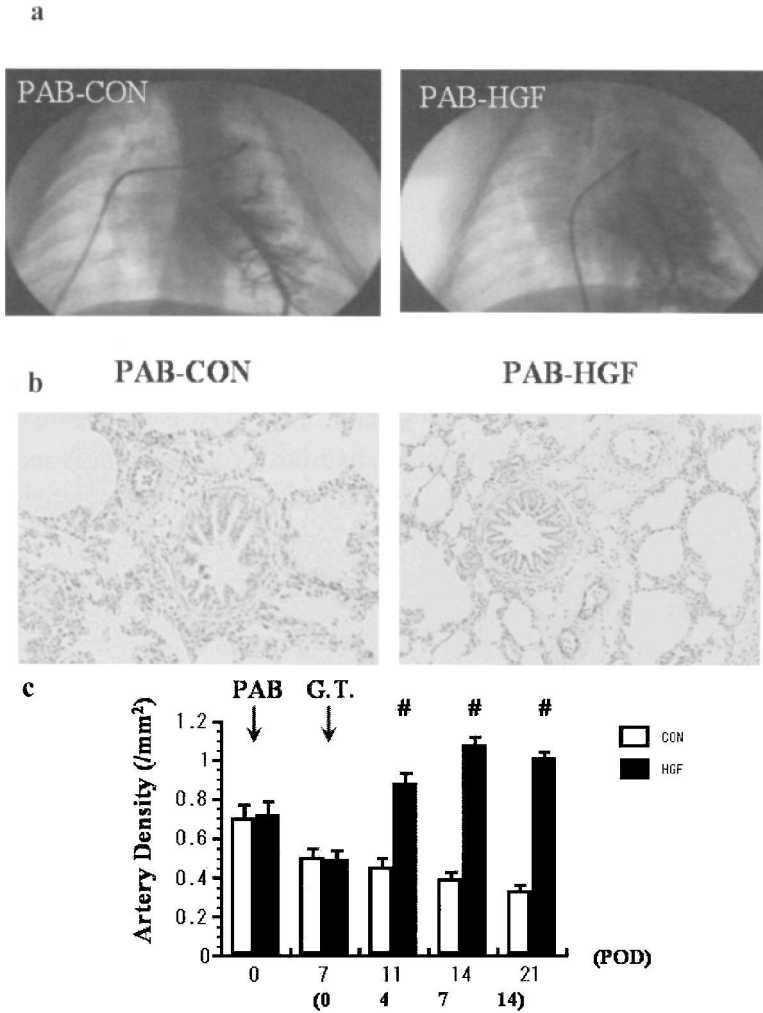 a
PAB-CON PAB-HGF
b PAB-CON PAB-HGF
c PAB G.T.
# # #
1.2
1
0.8
0.6
0.4
0.2
0
Artery Density (/mm²)
CON
HGF
0 7 11 14 21 (POD)
(0 4 7 14)